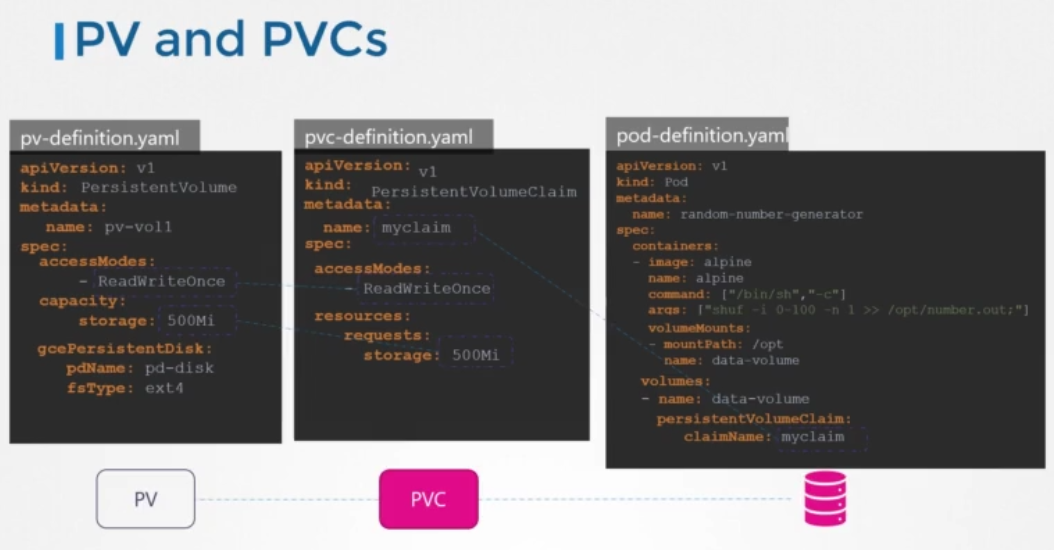 PV and PVCs
pv-definition.yaml
apiVersion: v1
kind: PersistentVolume
metadata:
name: pv-vol1
spec:
accessModes:
- ReadWriteOnce
capacity:
storage: 500Mi
gcePersistentDisk:
pdName: pd-disk
fsType: ext4
pvc-definition.yaml
apiVersion: v1
kind: PersistentVolumeClaim
metadata:
name: myclaim
spec:
accessModes:
- ReadWriteOnce
resources:
requests:
storage: 500Mi
pod-definition.yaml
apiVersion: v1
kind: Pod
metadata:
name: random-number-generator
spec:
containers:
- image: alpine
name: alpine
command: ["/bin/sh","-c"]
args: ["shuf -i 0-100 -n 1 >> /opt/number.out;"]
volumeMounts:
- mountPath: /opt
name: data-volume
volumes:
- name: data-volume
persistentVolumeClaim:
claimName: myclaim
PV
PVC